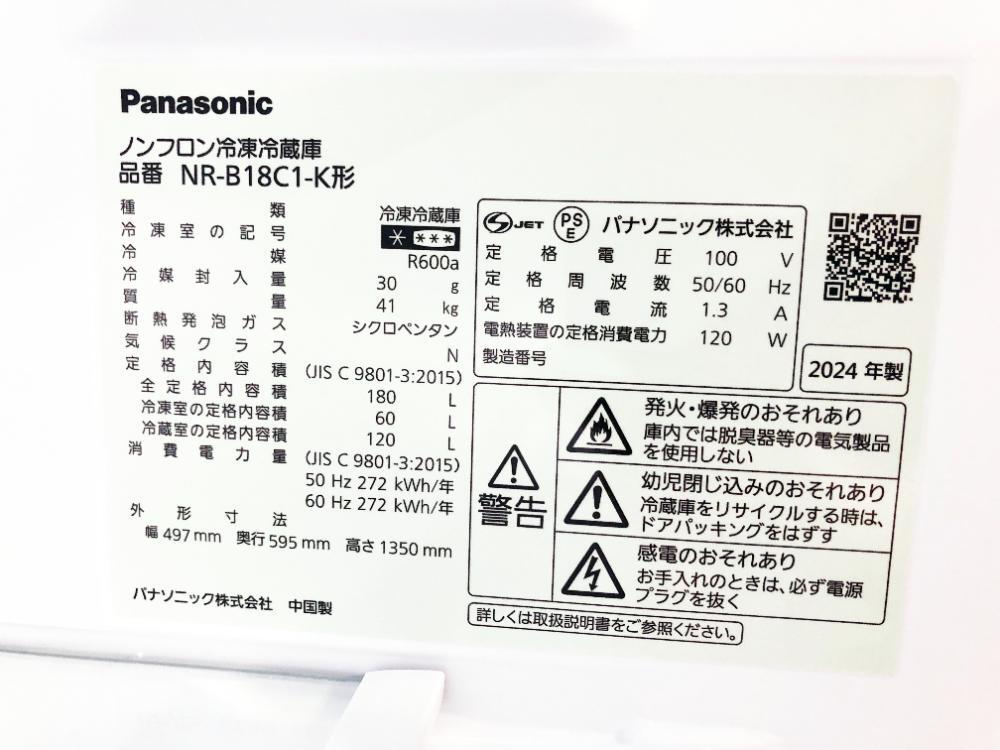 Panasonic
ノンフロン冷凍冷蔵庫
品番 NR-B18C1-K形
種類 冷凍冷蔵庫
冷凍室の記号 * ***
冷媒 R600a
冷媒封入量 30 g
質量 41 kg
断熱発泡ガス シクロペンタン
気候クラス N
定格内容積 (JIS C 9801-3:2015)
全定格内容積 180 L
冷凍室の定格内容積 60 L
冷蔵室の定格内容積 120 L
消費電力量 (JIS C 9801-3:2015)
50 Hz 272 kWh/年
60 Hz 272 kWh/年
外形寸法
幅 497 mm 奥行 595 mm 高さ 1350 mm
パナソニック株式会社 中国製
S JET PS E パナソニック株式会社
定格電圧 100 V
定格周波数 50/60 Hz
定格電流 1.3 A
電熱装置の定格消費電力 120 W
製造番号
2024 年製
警告
発火・爆発のおそれあり
庫内では脱臭器等の電気製品
を使用しない
幼児閉じ込みのおそれあり
冷蔵庫をリサイクルする時は、
ドアパッキングをはずす
感電のおそれあり
お手入れのときは、必ず電源
プラグを抜く
詳しくは取扱説明書をご参照ください。